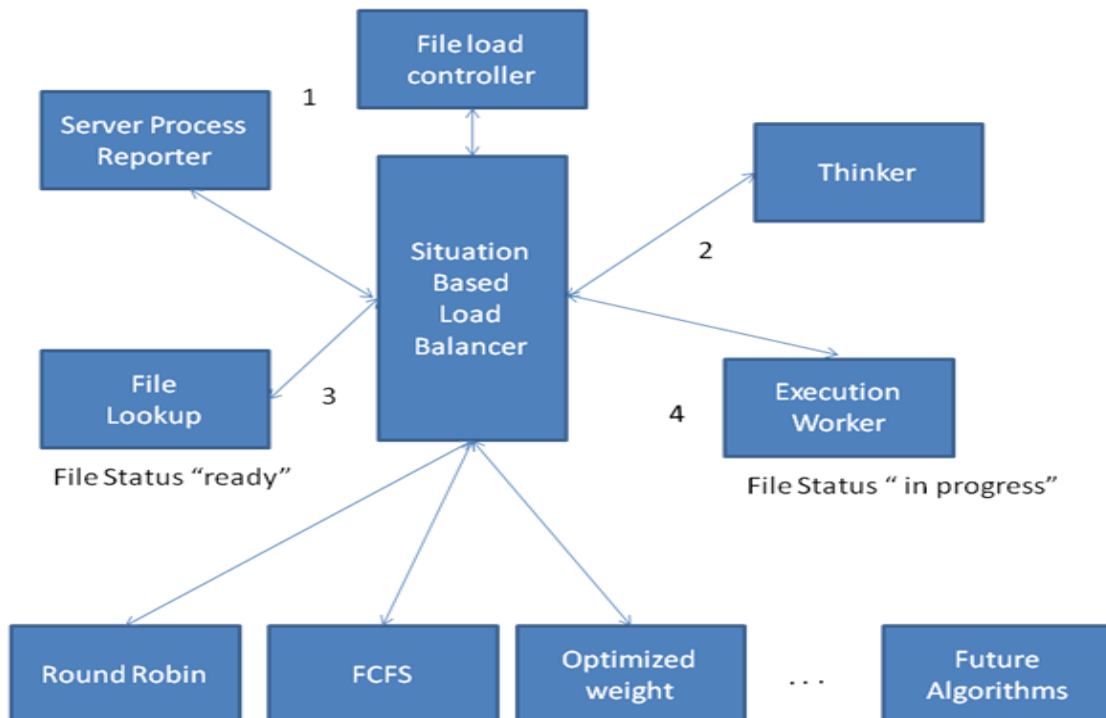 File load
controller
1
Server Process
Reporter
Thinker
Situation
Based
Load
Balancer
2
File
Lookup
3
4
Execution
Worker
File Status “ready”
File Status “ in progress”
Round Robin
FCFS
Optimized
weight
...
Future
Algorithms